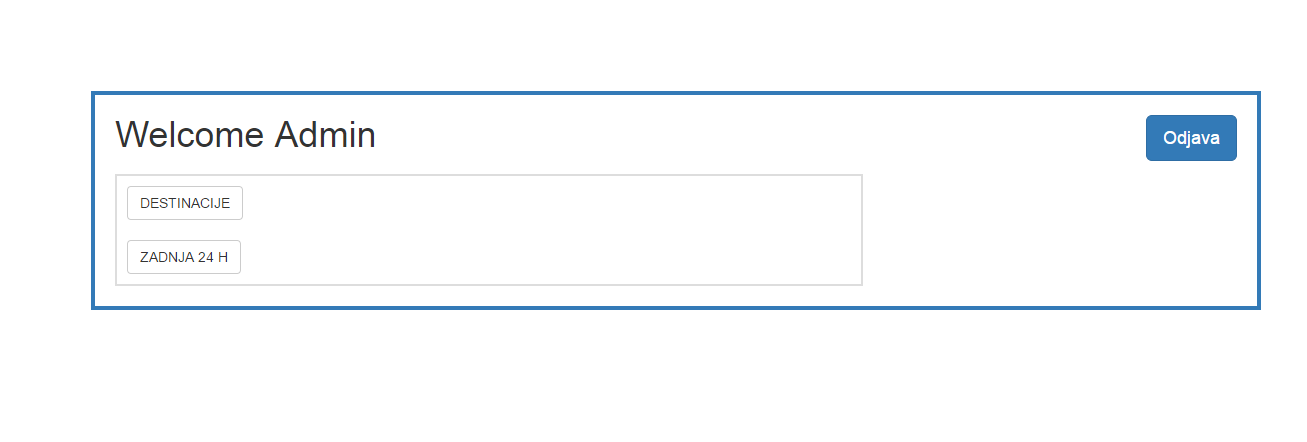 Welcome Admin
Odjava
DESTINACIJE
ZADNJA 24 H